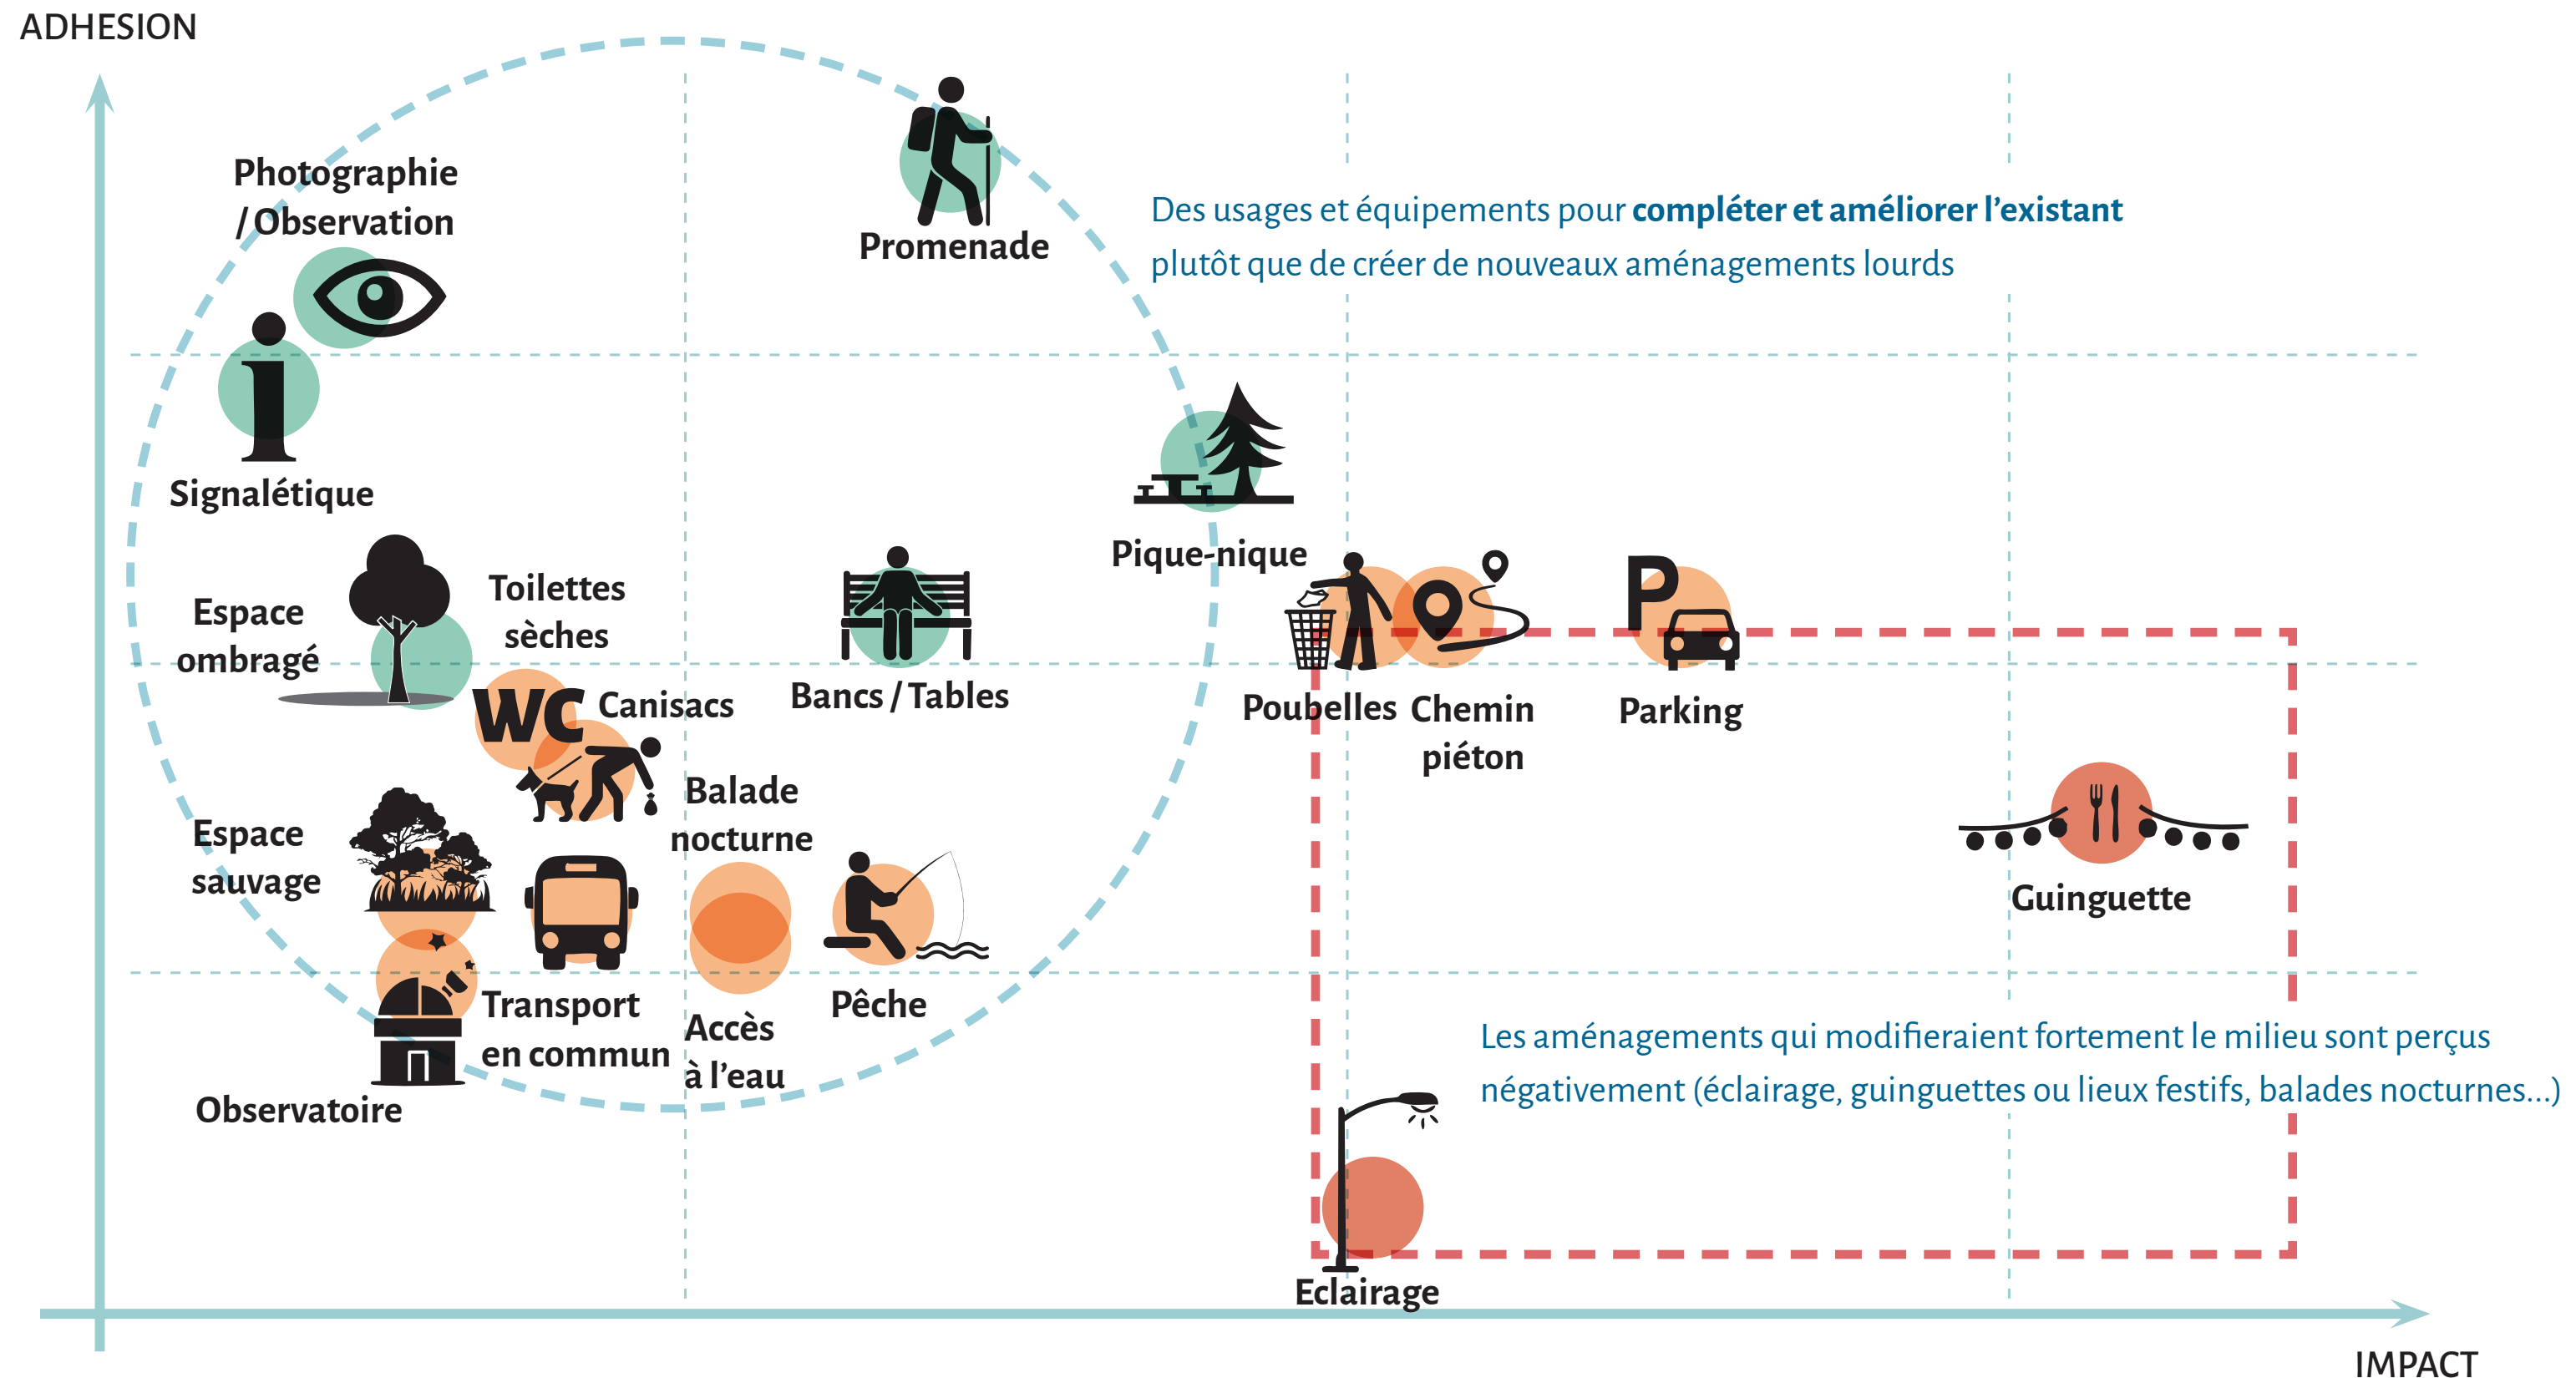 ADHESION
Photographie
/ Observation
Promenade
Des usages et équipements pour compléter et améliorer l'existant
plutôt que de créer de nouveaux aménagements lourds
i
Signalétique
Pique-nique
Espace
ombragé
Toilettes
sèches
WC
Canisacs
Bancs / Tables
P
Poubelles
Chemin
piéton
Parking
Balade
nocturne
Espace
sauvage
Guinguette
Transport
en commun
Accès
à l'eau
Pêche
Observatoire
Les aménagements qui modifieraient fortement le milieu sont perçus
négativement (éclairage, guinguettes ou lieux festifs, balades nocturnes...)
Eclairage
IMPACT